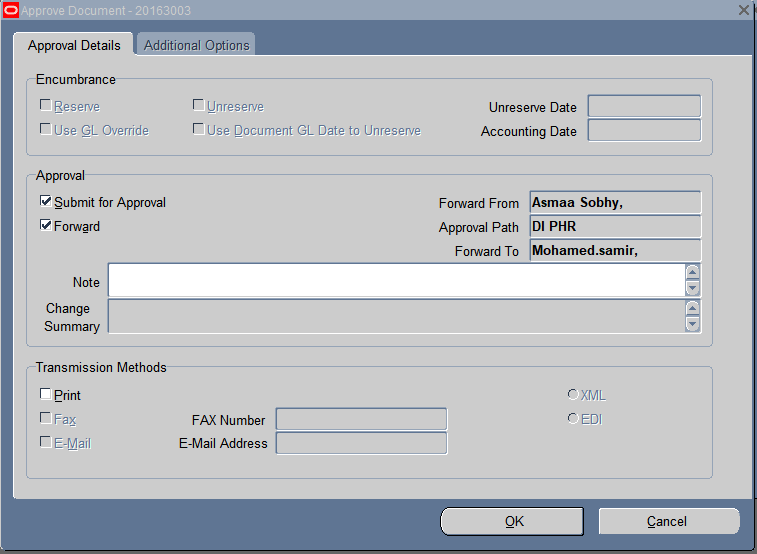 Approve Document - 20163003
Approval Details Additional Options
Encumbrance
Reserve Unreserve Unreserve Date
Use GL Override Use Document GL Date to Unreserve Accounting Date
Approval
Submit for Approval Forward From Asmaa Sobhy,
Forward Approval Path DI PHR
Forward To Mohamed.samir,
Note
Change
Summary
Transmission Methods
Print XML
Fax FAX Number EDI
E-Mail E-Mail Address
OK Cancel